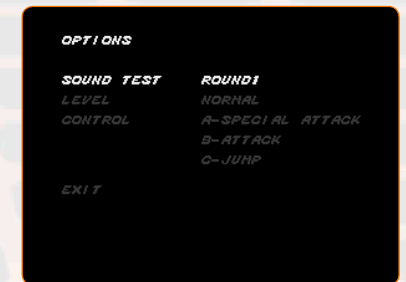 OPTIONS
SOUND TEST ROUND1
LEVEL NORMAL
CONTROL A-SPECIAL ATTACK
B-ATTACK
C-JUMP
EXIT